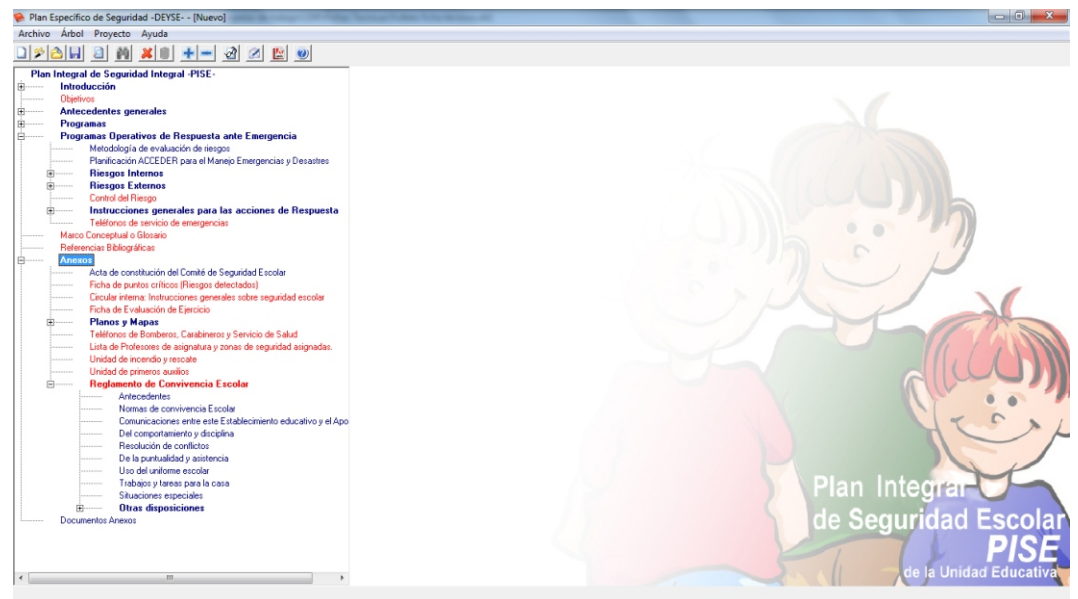 Plan Específico de Seguridad -DEYSE- - [Nuevo]
Archivo Árbol Proyecto Ayuda
Plan Integral de Seguridad Integral -PISE-
Introducción
Objetivos
Antecedentes generales
Programas
Programas Operativos de Respuesta ante Emergencia
Metodología de evaluación de riesgos
Planificación ACCEDER para el Manejo Emergencias y Desastres
Riesgos Internos
Riesgos Externos
Control del Riesgo
Instrucciones generales para las acciones de Respuesta
Teléfonos de servicio de emergencias
Marco Conceptual o Glosario
Referencias Bibliográficas
Anexos
Acta de constitución del Comité de Seguridad Escolar
Ficha de puntos críticos (Riesgos detectados)
Circular interna: Instrucciones generales sobre seguridad escolar
Ficha de Evaluación de Ejercicio
Planos y Mapas
Teléfonos de Bomberos, Carabineros y Servicio de Salud
Lista de Profesores de asignatura y zonas de seguridad asignadas.
Unidad de incendio y rescate
Unidad de primeros auxilios
Reglamento de Convivencia Escolar
Antecedentes
Normas de convivencia Escolar
Comunicaciones entre este Establecimiento educativo y el Apo
Del comportamiento y disciplina
Resolución de conflictos
De la puntualidad y asistencia
Uso del uniforme escolar
Trabajos y tareas para la casa
Situaciones especiales
Otras disposiciones
Documentos Anexos
Plan Integral
de Seguridad Escolar
PISE
de la Unidad Educativa